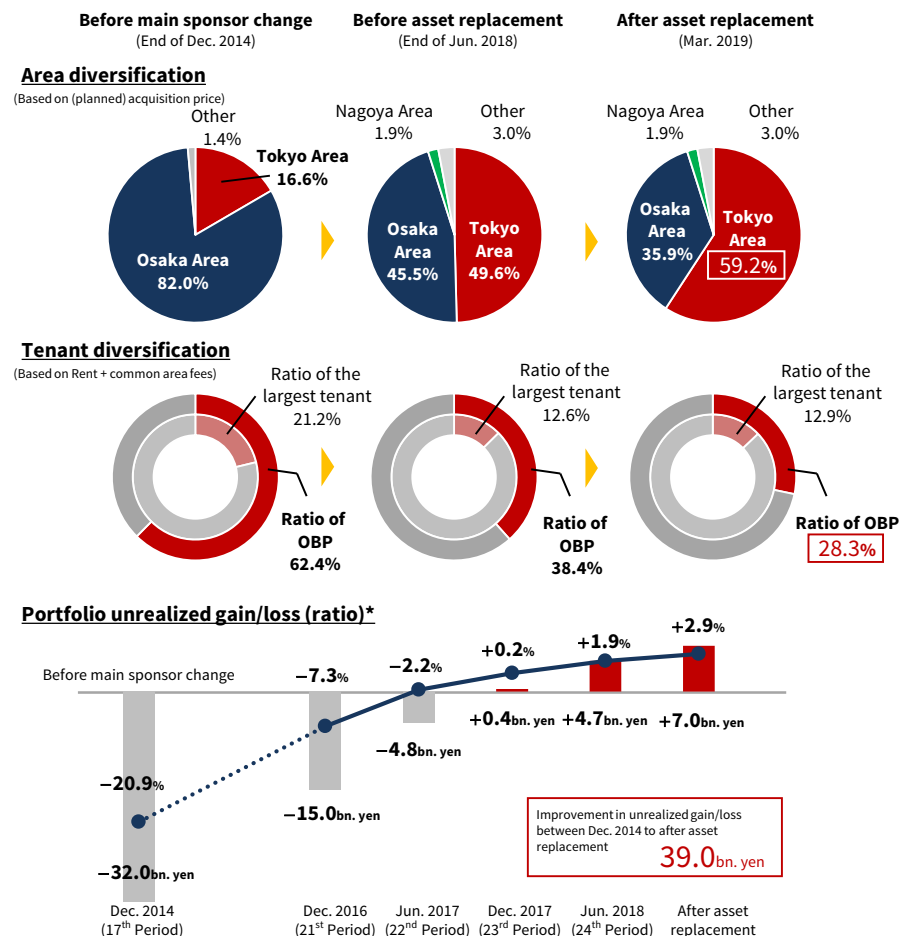 Before main sponsor change
(End of Dec. 2014)
Before asset replacement
(End of Jun. 2018)
After asset replacement
(Mar. 2019)
Area diversification
(Based on (planned) acquisition price)
Other
1.4%
Tokyo Area
16.6%
Osaka Area
82.0%
Nagoya Area
1.9%
Other
3.0%
Osaka
Area
45.5%
Tokyo
Area
49.6%
Nagoya Area
1.9%
Other
3.0%
Osaka
Area
35.9%
Tokyo
Area
59.2%
Tenant diversification
(Based on Rent + common area fees)
Ratio of the
largest tenant
21.2%
Ratio of
OBP
62.4%
Ratio of the
largest tenant
12.6%
Ratio of
OBP
38.4%
Ratio of the
largest tenant
12.9%
Ratio of OBP
28.3%
Portfolio unrealized gain/loss (ratio)*
Before main sponsor change
−20.9%
−7.3%
−2.2%
+0.2%
+1.9%
+2.9%
−32.0bn. yen
−15.0bn. yen
−4.8bn. yen
+0.4bn. yen
+4.7bn. yen
+7.0bn. yen
Improvement in unrealized gain/loss
between Dec. 2014 to after asset
replacement
39.0bn. yen
Dec. 2014
(17th Period)
Dec. 2016
(21st Period)
Jun. 2017
(22nd Period)
Dec. 2017
(23rd Period)
Jun. 2018
(24th Period)
After asset
replacement